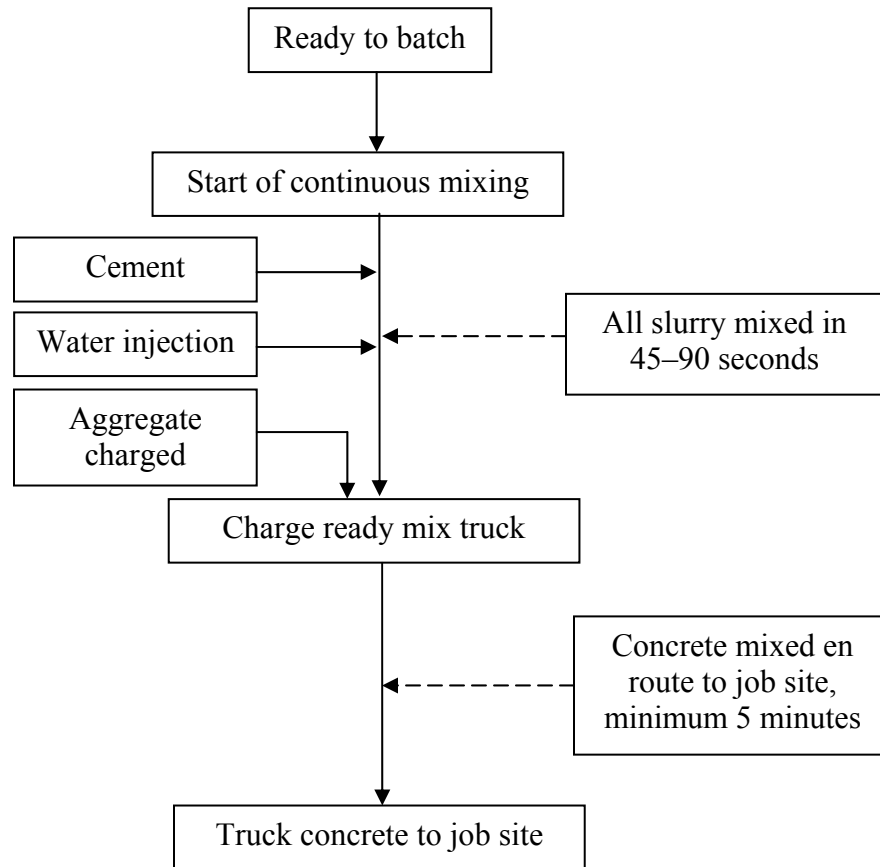 Ready to batch
Start of continuous mixing
Cement
Water injection
All slurry mixed in
45–90 seconds
Aggregate
charged
Charge ready mix truck
Concrete mixed en
route to job site,
minimum 5 minutes
Truck concrete to job site